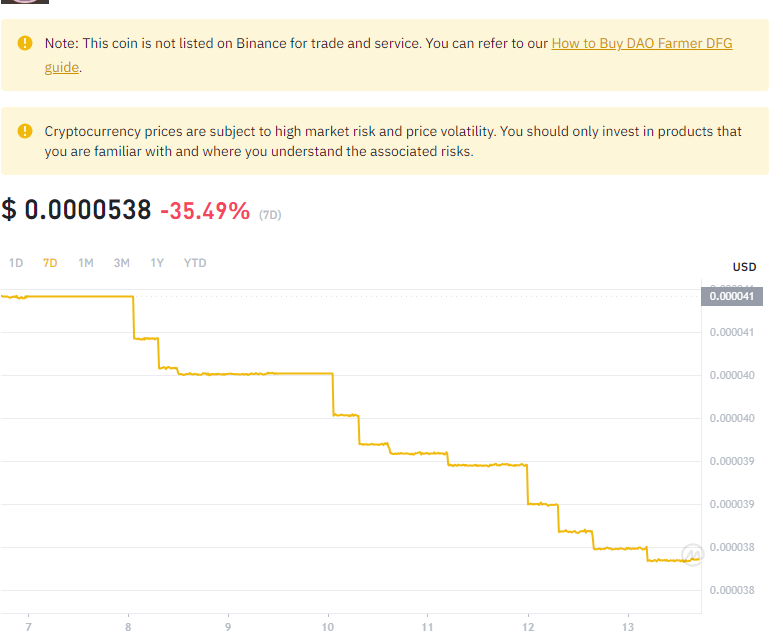 Note: This coin is not listed on Binance for trade and service. You can refer to our How to Buy DAO Farmer DFG
guide.
Cryptocurrency prices are subject to high market risk and price volatility. You should only invest in products that
you are familiar with and where you understand the associated risks.
$ 0.0000538 -35.49% (7D)
1D 7D 1M 3M 1Y YTD
USD
0.000041
0.000041
0.000040
0.000040
0.000039
0.000039
0.000038
0.000038
7 8 9 10 11 12 13